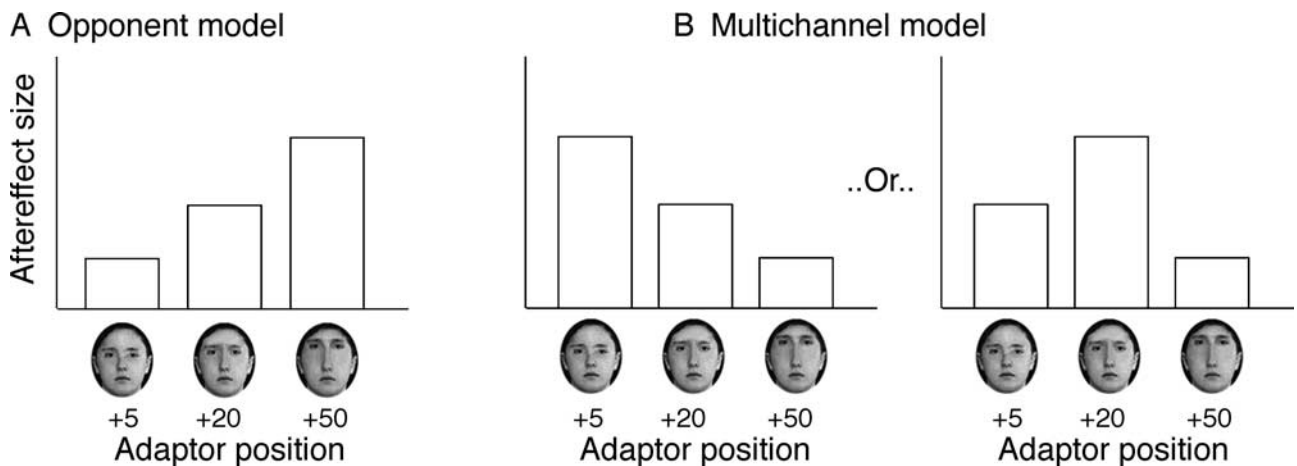 A Opponent model
B Multichannel model
Aftereffect size
..Or..
+5 +20 +50
Adaptor position
+5 +20 +50
Adaptor position
+5 +20 +50
Adaptor position